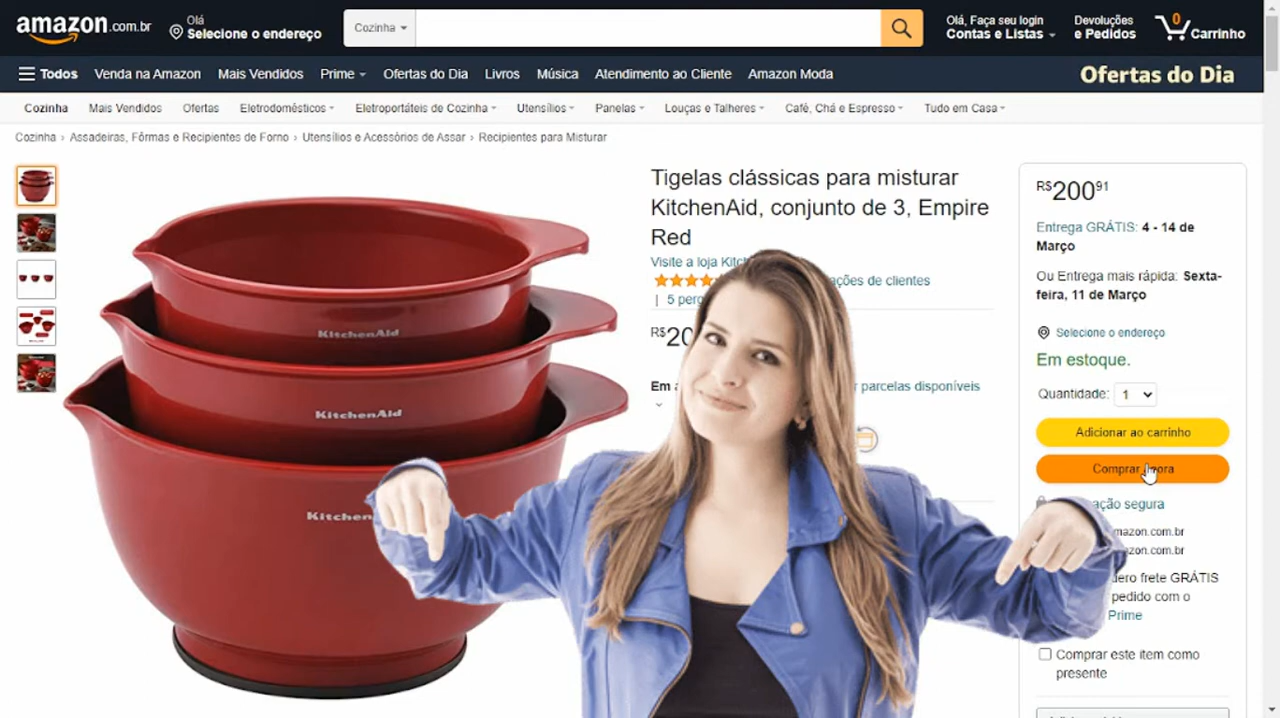 amazon.com.br
Olá
Selecione o endereço
Cozinha
Olá, Faça seu login
Contas e Listas
Devoluções
e Pedidos
0
Carrinho
Todos
Venda na Amazon
Mais Vendidos
Prime
Ofertas do Dia
Livros
Música
Atendimento ao Cliente
Amazon Moda
Ofertas do Dia
Cozinha
Mais Vendidos
Ofertas
Eletrodomésticos
Eletroportáteis de Cozinha
Utensílios
Panelas
Louças e Talheres
Café, Chá e Espresso
Tudo em Casa
Cozinha › Assadeiras, Fôrmas e Recipientes de Forno › Utensílios e Acessórios de Assar › Recipientes para Misturar
KitchenAid
KitchenAid
Kitchen
Tigelas clássicas para misturar
KitchenAid, conjunto de 3, Empire
Red
Visite a loja
de clientes
| 5
R$20
Em
parcelas disponíveis
R$200 91
Entrega GRÁTIS: 4 - 14 de
Março
Ou Entrega mais rápida: Sexta-
feira, 11 de Março
Selecione o endereço
Em estoque.
Quantidade: 1
Adicionar ao carrinho
Comprar
segura
.com.br
.com.br
frete GRÁTIS
pedido com o
Prime
Comprar este item como
presente